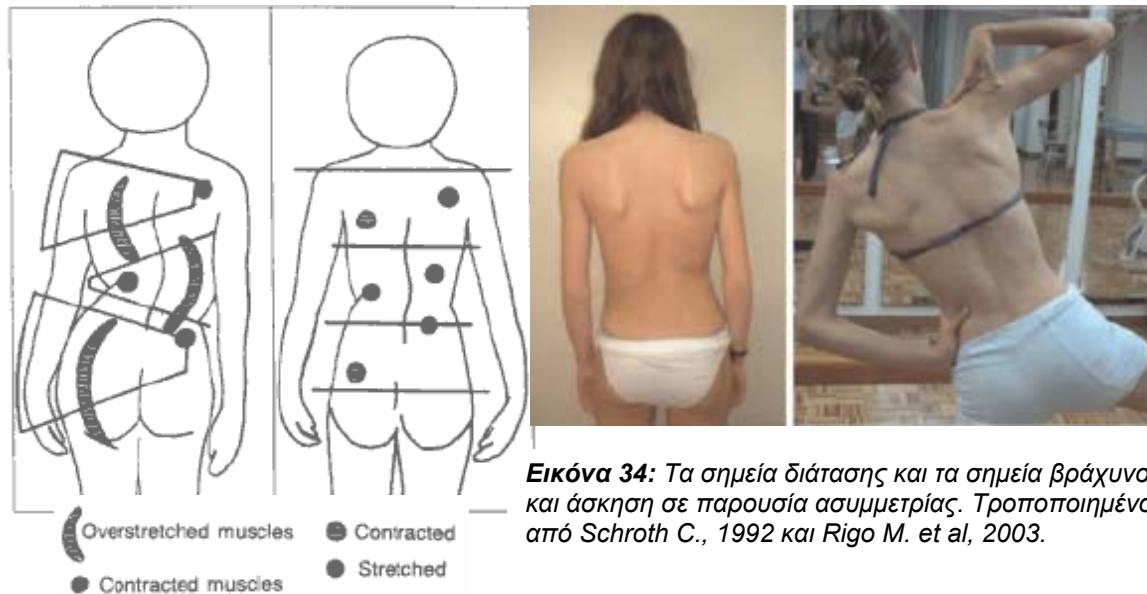 Overstretched muscles
Contracted muscles
Contracted
Stretched
Εικόνα 34: Τα σημεία διάτασης και τα σημεία βράχυνσ
και άσκηση σε παρουσία ασυμμετρίας. Τροποποιημένο
από Schroth C., 1992 και Rigo M. et al, 2003.